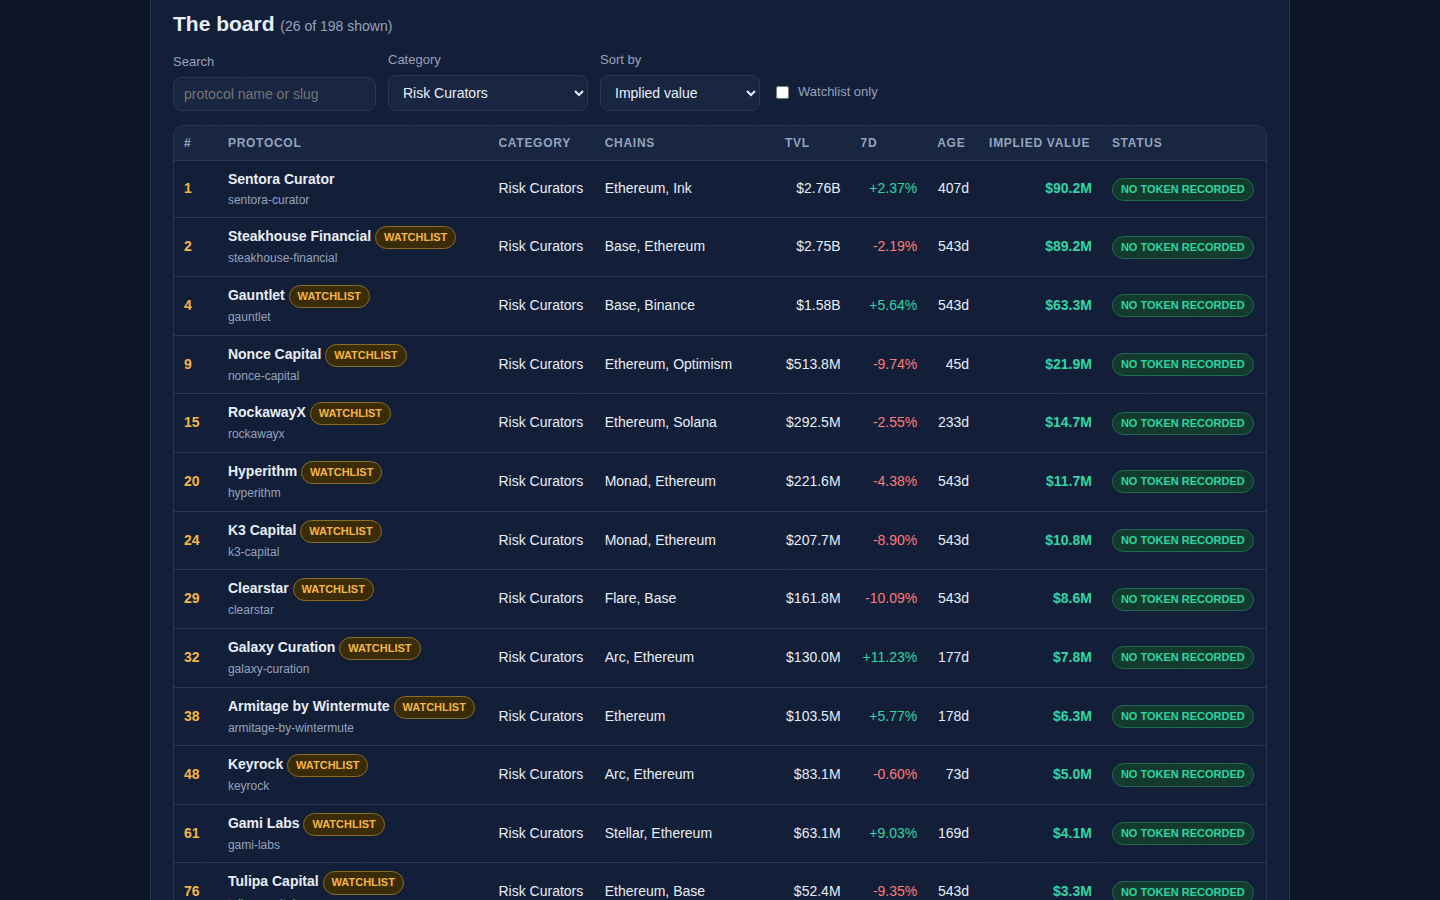 The board (26 of 198 shown)
Search
Category
Sort by
protocol name or slug
Risk Curators
Implied value
Watchlist only
# PROTOCOL CATEGORY CHAINS TVL 7D AGE IMPLIED VALUE STATUS
1 Sentora Curator Risk Curators Ethereum, Ink $2.76B +2.37% 407d $90.2M NO TOKEN RECORDED
sentora-curator
2 Steakhouse Financial WATCHLIST Risk Curators Base, Ethereum $2.75B -2.19% 543d $89.2M NO TOKEN RECORDED
steakhouse-financial
4 Gauntlet WATCHLIST Risk Curators Base, Binance $1.58B +5.64% 543d $63.3M NO TOKEN RECORDED
gauntlet
9 Nonce Capital WATCHLIST Risk Curators Ethereum, Optimism $513.8M -9.74% 45d $21.9M NO TOKEN RECORDED
nonce-capital
15 RockawayX WATCHLIST Risk Curators Ethereum, Solana $292.5M -2.55% 233d $14.7M NO TOKEN RECORDED
rockawayx
20 Hyperithm WATCHLIST Risk Curators Monad, Ethereum $221.6M -4.38% 543d $11.7M NO TOKEN RECORDED
hyperithm
24 K3 Capital WATCHLIST Risk Curators Monad, Ethereum $207.7M -8.90% 543d $10.8M NO TOKEN RECORDED
k3-capital
29 Clearstar WATCHLIST Risk Curators Flare, Base $161.8M -10.09% 543d $8.6M NO TOKEN RECORDED
clearstar
32 Galaxy Curation WATCHLIST Risk Curators Arc, Ethereum $130.0M +11.23% 177d $7.8M NO TOKEN RECORDED
galaxy-curation
38 Armitage by Wintermute WATCHLIST Risk Curators Ethereum $103.5M +5.77% 178d $6.3M NO TOKEN RECORDED
armitage-by-wintermute
48 Keyrock WATCHLIST Risk Curators Arc, Ethereum $83.1M -0.60% 73d $5.0M NO TOKEN RECORDED
keyrock
61 Gami Labs WATCHLIST Risk Curators Stellar, Ethereum $63.1M +9.03% 169d $4.1M NO TOKEN RECORDED
gami-labs
76 Tulipa Capital WATCHLIST Risk Curators Ethereum, Base $52.4M -9.35% 543d $3.3M NO TOKEN RECORDED